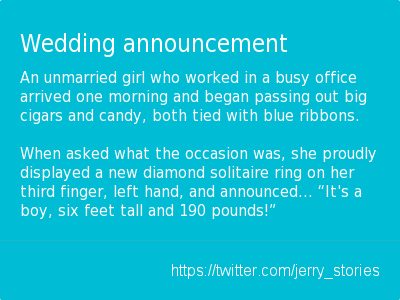 Wedding announcement
An unmarried girl who worked in a busy office
arrived one morning and began passing out big
cigars and candy, both tied with blue ribbons.
When asked what the occasion was, she proudly
displayed a new diamond solitaire ring on her
third finger, left hand, and announced... “It's a
boy, six feet tall and 190 pounds!”
https://twitter.com/jerry_stories